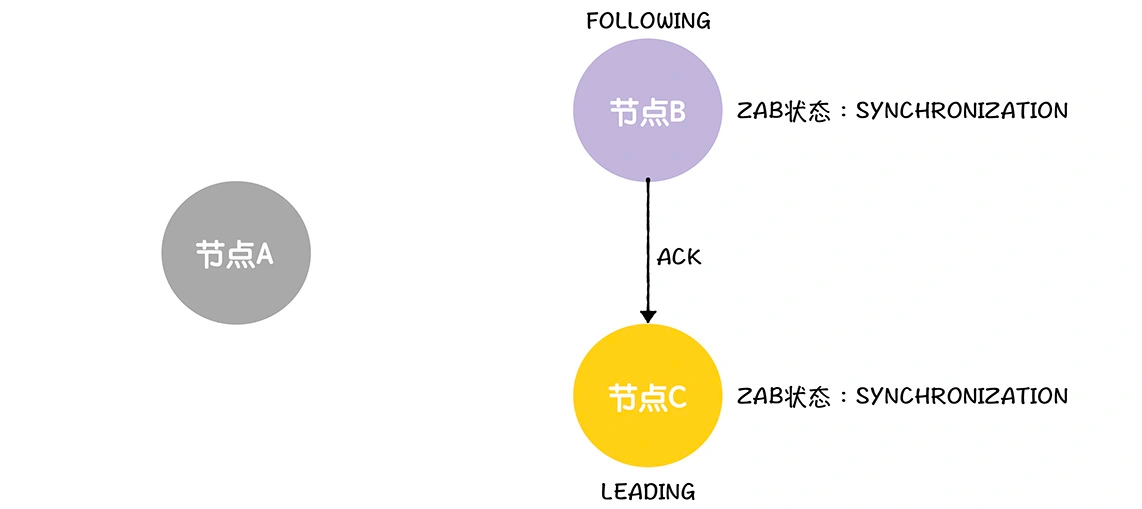 FOLLOWING
节点B
ZAB状态：SYNCHRONIZATION
节点A
ACK
节点C
ZAB状态：SYNCHRONIZATION
LEADING